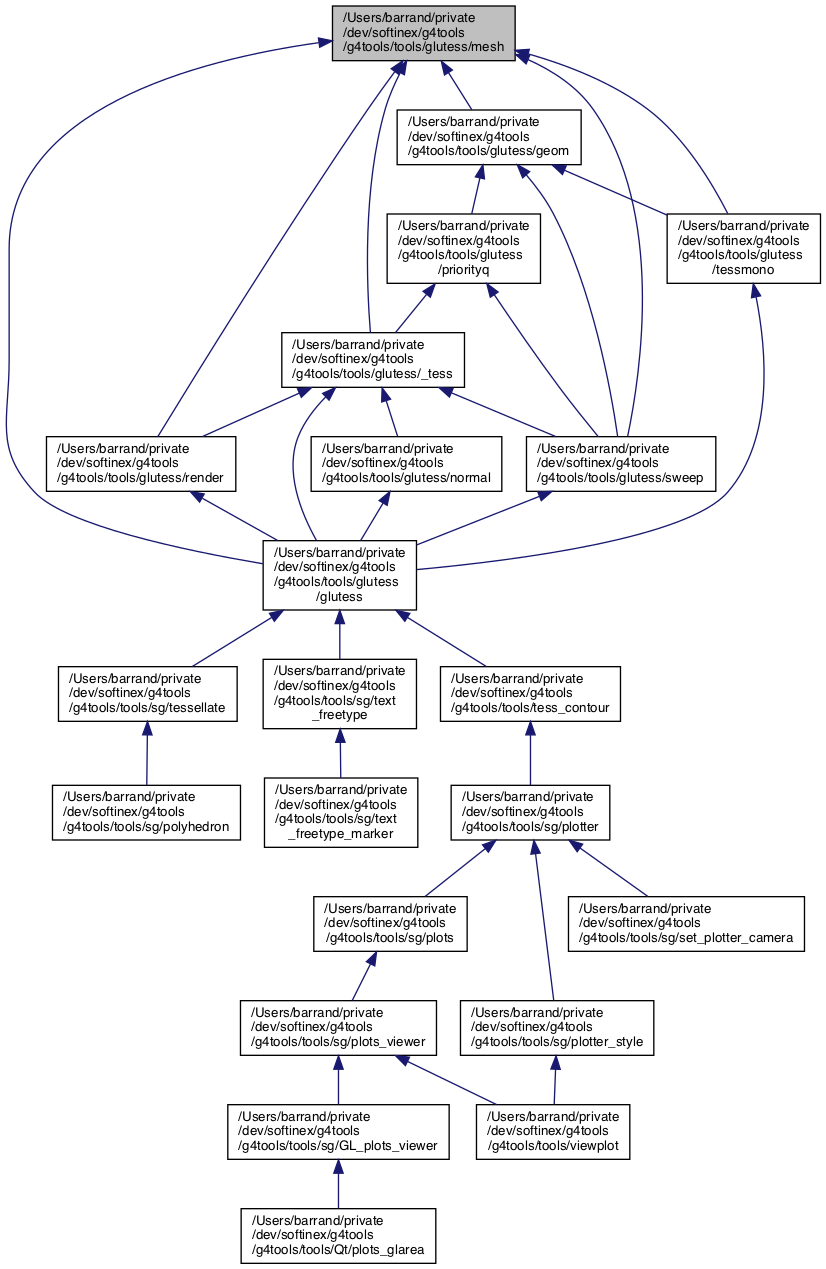 /Users/barrand/private
/dev/softinex/g4tools
/g4tools/tools/glutess/mesh
/Users/barrand/private
/dev/softinex/g4tools
/g4tools/tools/glutess/geom
/Users/barrand/private
/dev/softinex/g4tools
/g4tools/tools/glutess
/priorityq
/Users/barrand/private
/dev/softinex/g4tools
/g4tools/tools/glutess
/tessmono
/Users/barrand/private
/dev/softinex/g4tools
/g4tools/tools/glutess/_tess
/Users/barrand/private
/dev/softinex/g4tools
/g4tools/tools/glutess/render
/Users/barrand/private
/dev/softinex/g4tools
/g4tools/tools/glutess/normal
/Users/barrand/private
/dev/softinex/g4tools
/g4tools/tools/glutess/sweep
/Users/barrand/private
/dev/softinex/g4tools
/g4tools/tools/glutess
/glutess
/Users/barrand/private
/dev/softinex/g4tools
/g4tools/tools/sg/tessellate
/Users/barrand/private
/dev/softinex/g4tools
/g4tools/tools/sg/text
_freetype
/Users/barrand/private
/dev/softinex/g4tools
/g4tools/tools/tess_contour
/Users/barrand/private
/dev/softinex/g4tools
/g4tools/tools/sg/polyhedron
/Users/barrand/private
/dev/softinex/g4tools
/g4tools/tools/sg/text
_freetype_marker
/Users/barrand/private
/dev/softinex/g4tools
/g4tools/tools/sg/plotter
/Users/barrand/private
/dev/softinex/g4tools
/g4tools/tools/sg/plots
/Users/barrand/private
/dev/softinex/g4tools
/g4tools/tools/sg/set_plotter_camera
/Users/barrand/private
/dev/softinex/g4tools
/g4tools/tools/sg/plots_viewer
/Users/barrand/private
/dev/softinex/g4tools
/g4tools/tools/sg/plotter_style
/Users/barrand/private
/dev/softinex/g4tools
/g4tools/tools/sg/GL_plots_viewer
/Users/barrand/private
/dev/softinex/g4tools
/g4tools/tools/viewplot
/Users/barrand/private
/dev/softinex/g4tools
/g4tools/tools/Qt/plots_glarea